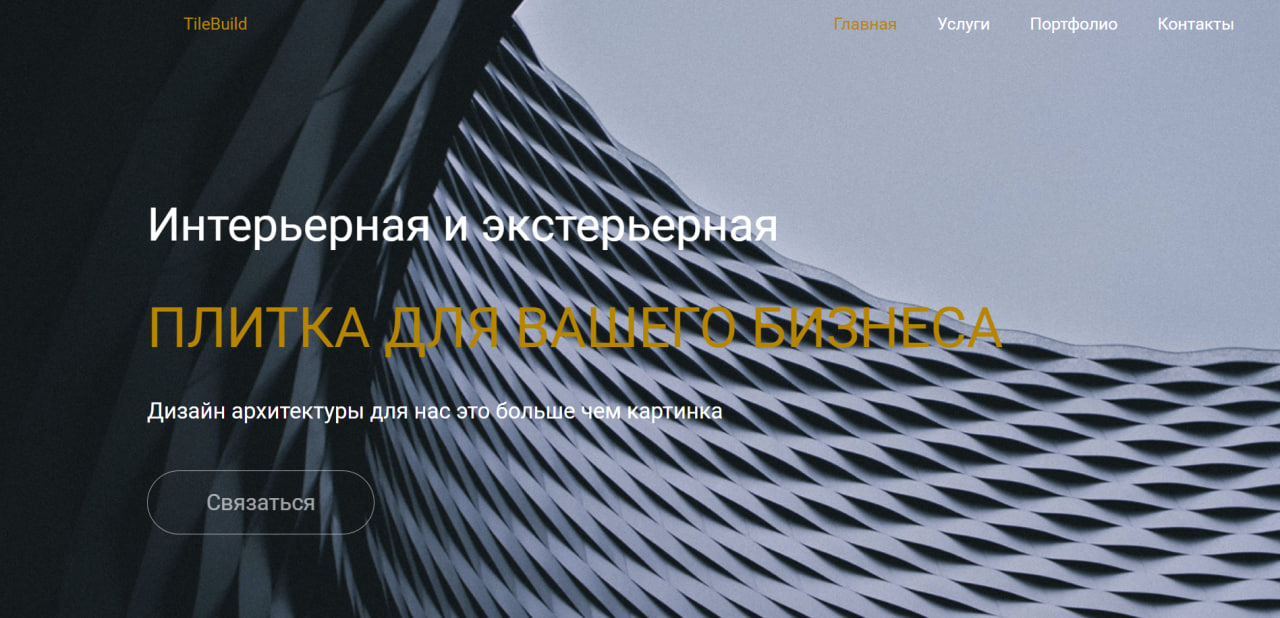 TileBuild
Главная Услуги Портфолио Контакты
Интерьерная и экстерьерная
ПЛИТКА ДЛЯ ВАШЕГО БИЗНЕСА
Дизайн архитектуры для нас это больше чем картинка
Связаться